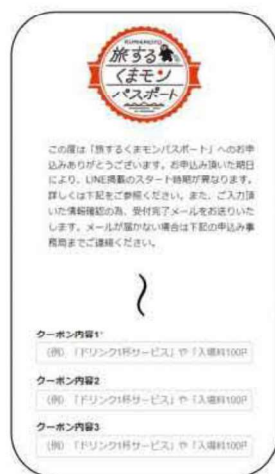 KUMAMOTO
旅する
くまモン
パスポート
この度は「旅するくまモンパスポート」へのお申
込みありがとうございます。お申込み頂いた期日
により、LINE掲載のスタート時期が異なります。
詳しくは下記をご参照ください。また、ご入力頂
いた情報確認の為、受付完了メールをお送りいた
します。メールが届かない場合は下記の申込み事
務局までご連絡ください。
クーポン内容1*
(例)「ドリンク1杯サービス」や「入場料100P
クーポン内容2
(例)「ドリンク1杯サービス」や「入場料100P
クーポン内容3
(例)「ドリンク1杯サービス」や「入場料100P